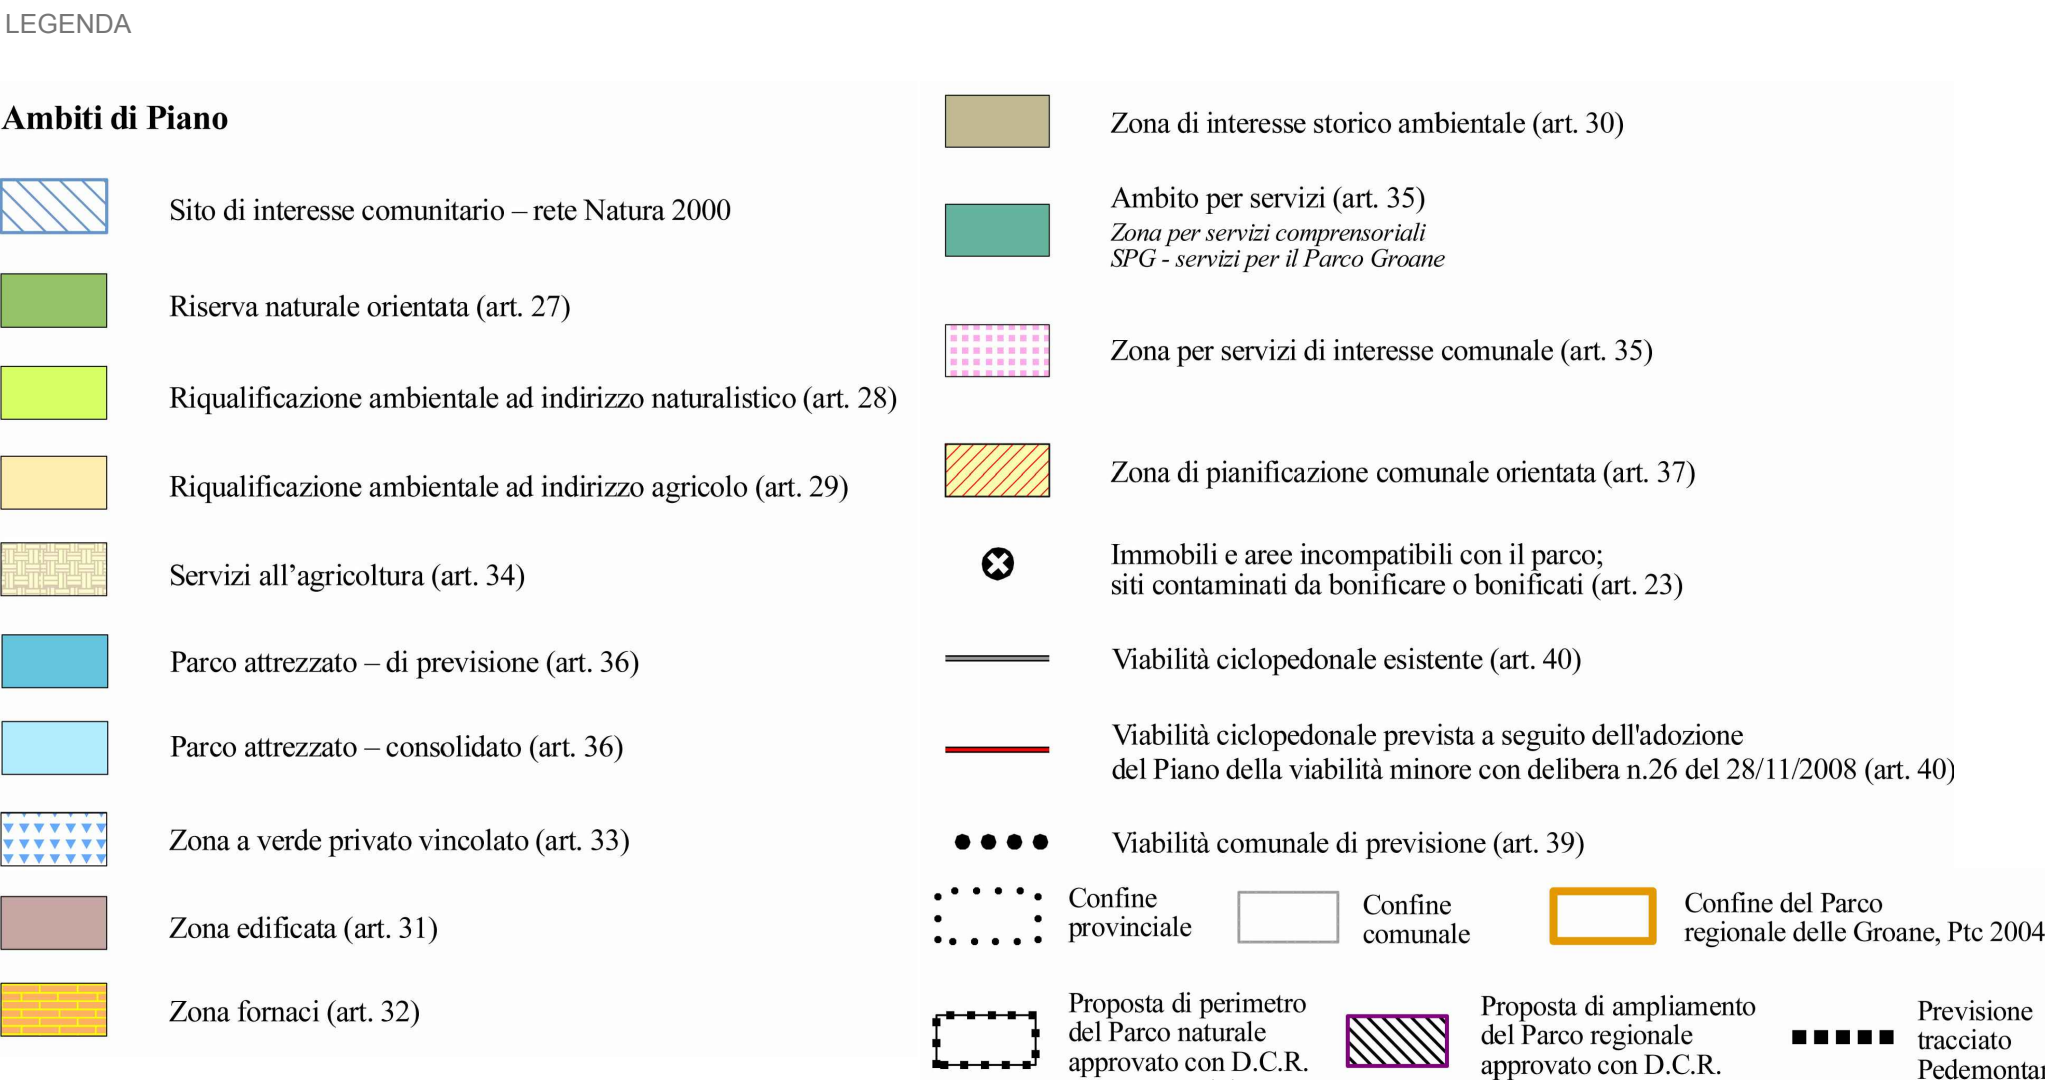 LEGENDA
Ambiti di Piano
Sito di interesse comunitario – rete Natura 2000
Riserva naturale orientata (art. 27)
Riqualificazione ambientale ad indirizzo naturalistico (art. 28)
Riqualificazione ambientale ad indirizzo agricolo (art. 29)
Servizi all’agricoltura (art. 34)
Parco attrezzato – di previsione (art. 36)
Parco attrezzato – consolidato (art. 36)
Zona a verde privato vincolato (art. 33)
Zona edificata (art. 31)
Zona fornaci (art. 32)
Zona di interesse storico ambientale (art. 30)
Ambito per servizi (art. 35)
Zona per servizi comprensoriali
SPG - servizi per il Parco Groane
Zona per servizi di interesse comunale (art. 35)
Zona di pianificazione comunale orientata (art. 37)
Immobili e aree incompatibili con il parco;
siti contaminati da bonificare o bonificati (art. 23)
Viabilità ciclopedonale esistente (art. 40)
Viabilità ciclopedonale prevista a seguito dell'adozione
del Piano della viabilità minore con delibera n.26 del 28/11/2008 (art. 40)
Viabilità comunale di previsione (art. 39)
Confine
provinciale
Confine
comunale
Confine del Parco
regionale delle Groane, Ptc 2004
Proposta di perimetro
del Parco naturale
approvato con D.C.R.
Proposta di ampliamento
del Parco regionale
approvato con D.C.R.
Previsione
tracciato